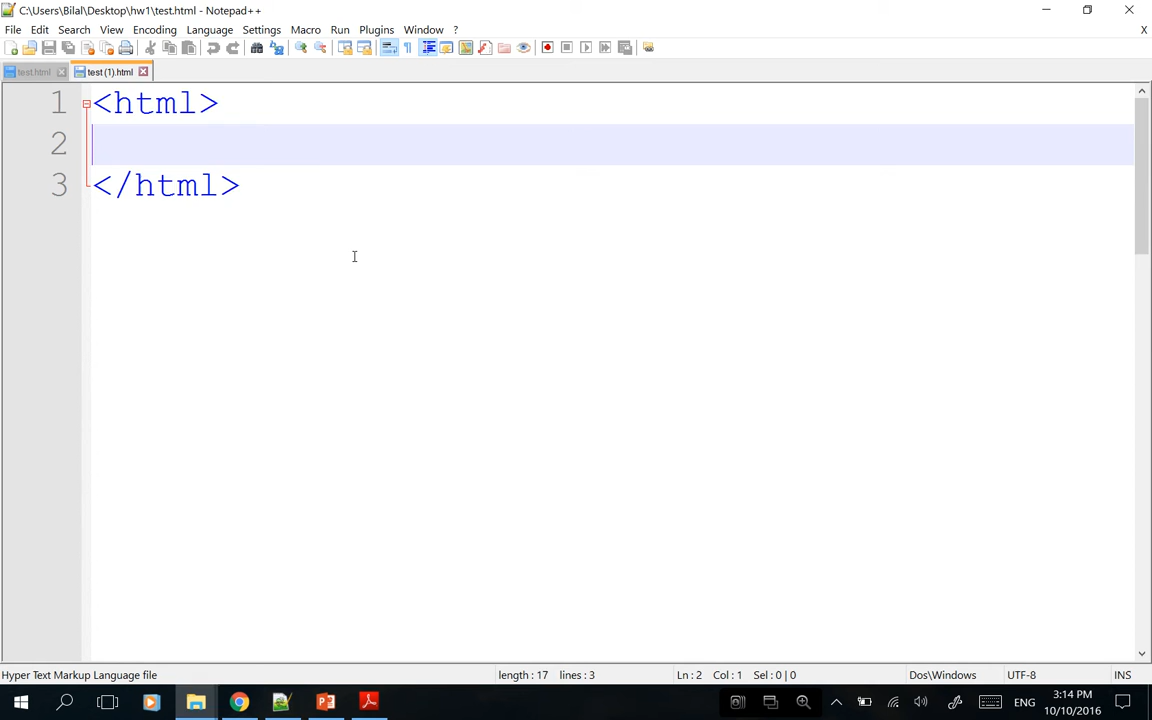 C:\Users\Bilal\Desktop\hw1\test.html - Notepad++
File Edit Search View Encoding Language Settings Macro Run Plugins Window ? X
test.html test (1).html
1 <html>
2
3 </html>
Hyper Text Markup Language file length : 17 lines : 3 Ln : 2 Col : 1 Sel : 0 | 0 Dos\Windows UTF-8 INS
ENG 3:14 PM
10/10/2016